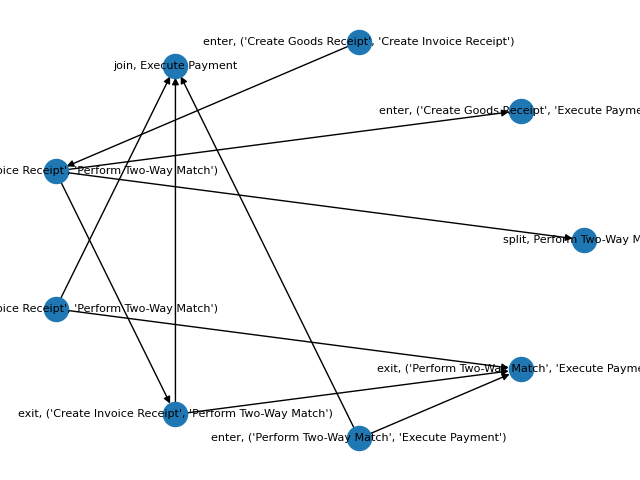 enter, ('Create Goods Receipt', 'Create Invoice Receipt')
join, Execute Payment
enter, ('Create Goods Receipt', 'Execute Payme
oice Receipt', 'Perform Two-Way Match')
split, Perform Two-Way M
oice Receipt', 'Perform Two-Way Match')
exit, ('Perform Two-Way Match', 'Execute Payme
exit, ('Create Invoice Receipt', 'Perform Two-Way Match')
enter, ('Perform Two-Way Match', 'Execute Payment')